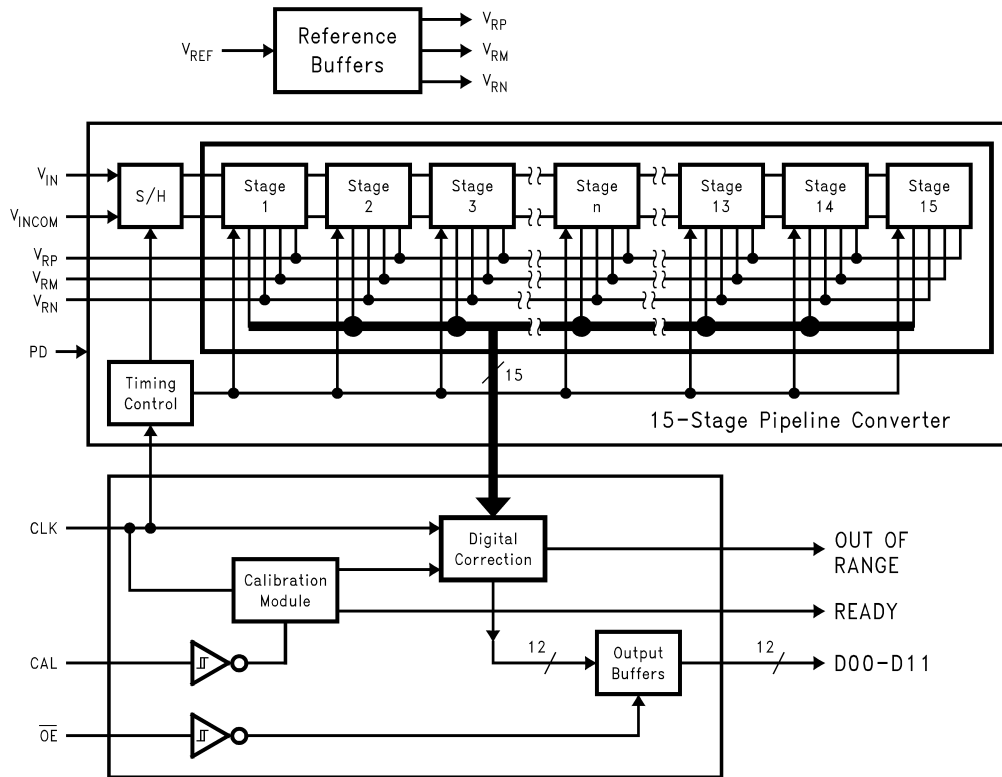 V_REF
Reference
Buffers
V_RP
V_RM
V_RN
V_IN
V_INCOM
V_RP
V_RM
V_RN
PD
S/H
Stage
1
Stage
2
Stage
3
Stage
n
Stage
13
Stage
14
Stage
15
Timing
Control
15
15-Stage Pipeline Converter
CLK
Digital
Correction
OUT OF
RANGE
Calibration
Module
READY
CAL
12
Output
Buffers
12
D00-D11
O̅E̅